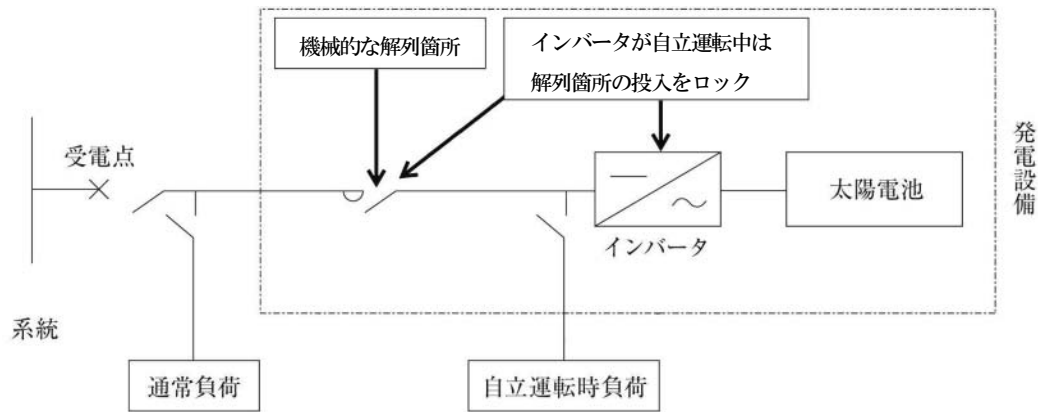 機械的な解列箇所
インバータが自立運転中は
解列箇所の投入をロック
受電点
太陽電池
発電設備
インバータ
系統
通常負荷
自立運転時負荷